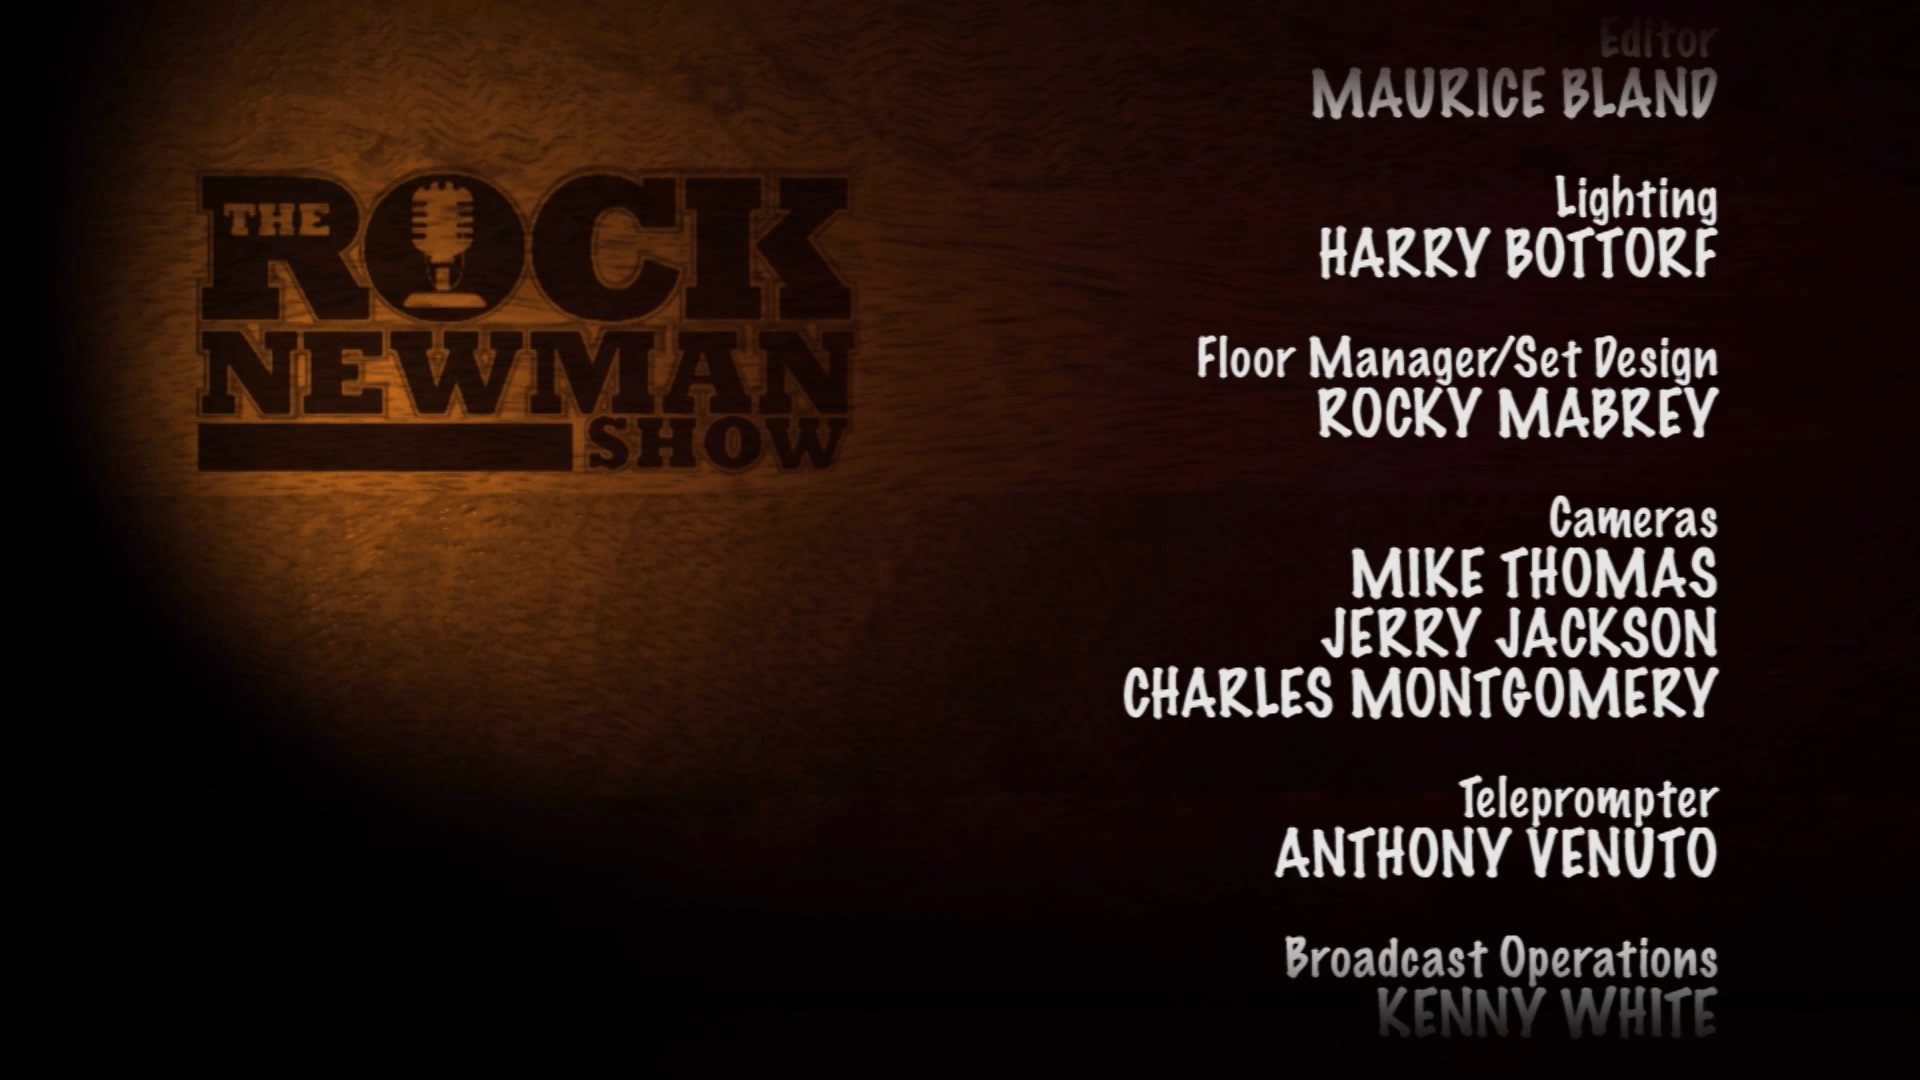 THE
ROCK
NEWMAN
SHOW
Editor
MAURICE BLAND
Lighting
HARRY BOTTORF
Floor Manager/Set Design
ROCKY MABREY
Cameras
MIKE THOMAS
JERRY JACKSON
CHARLES MONTGOMERY
Teleprompter
ANTHONY VENUTO
Broadcast Operations
KENNY WHITE